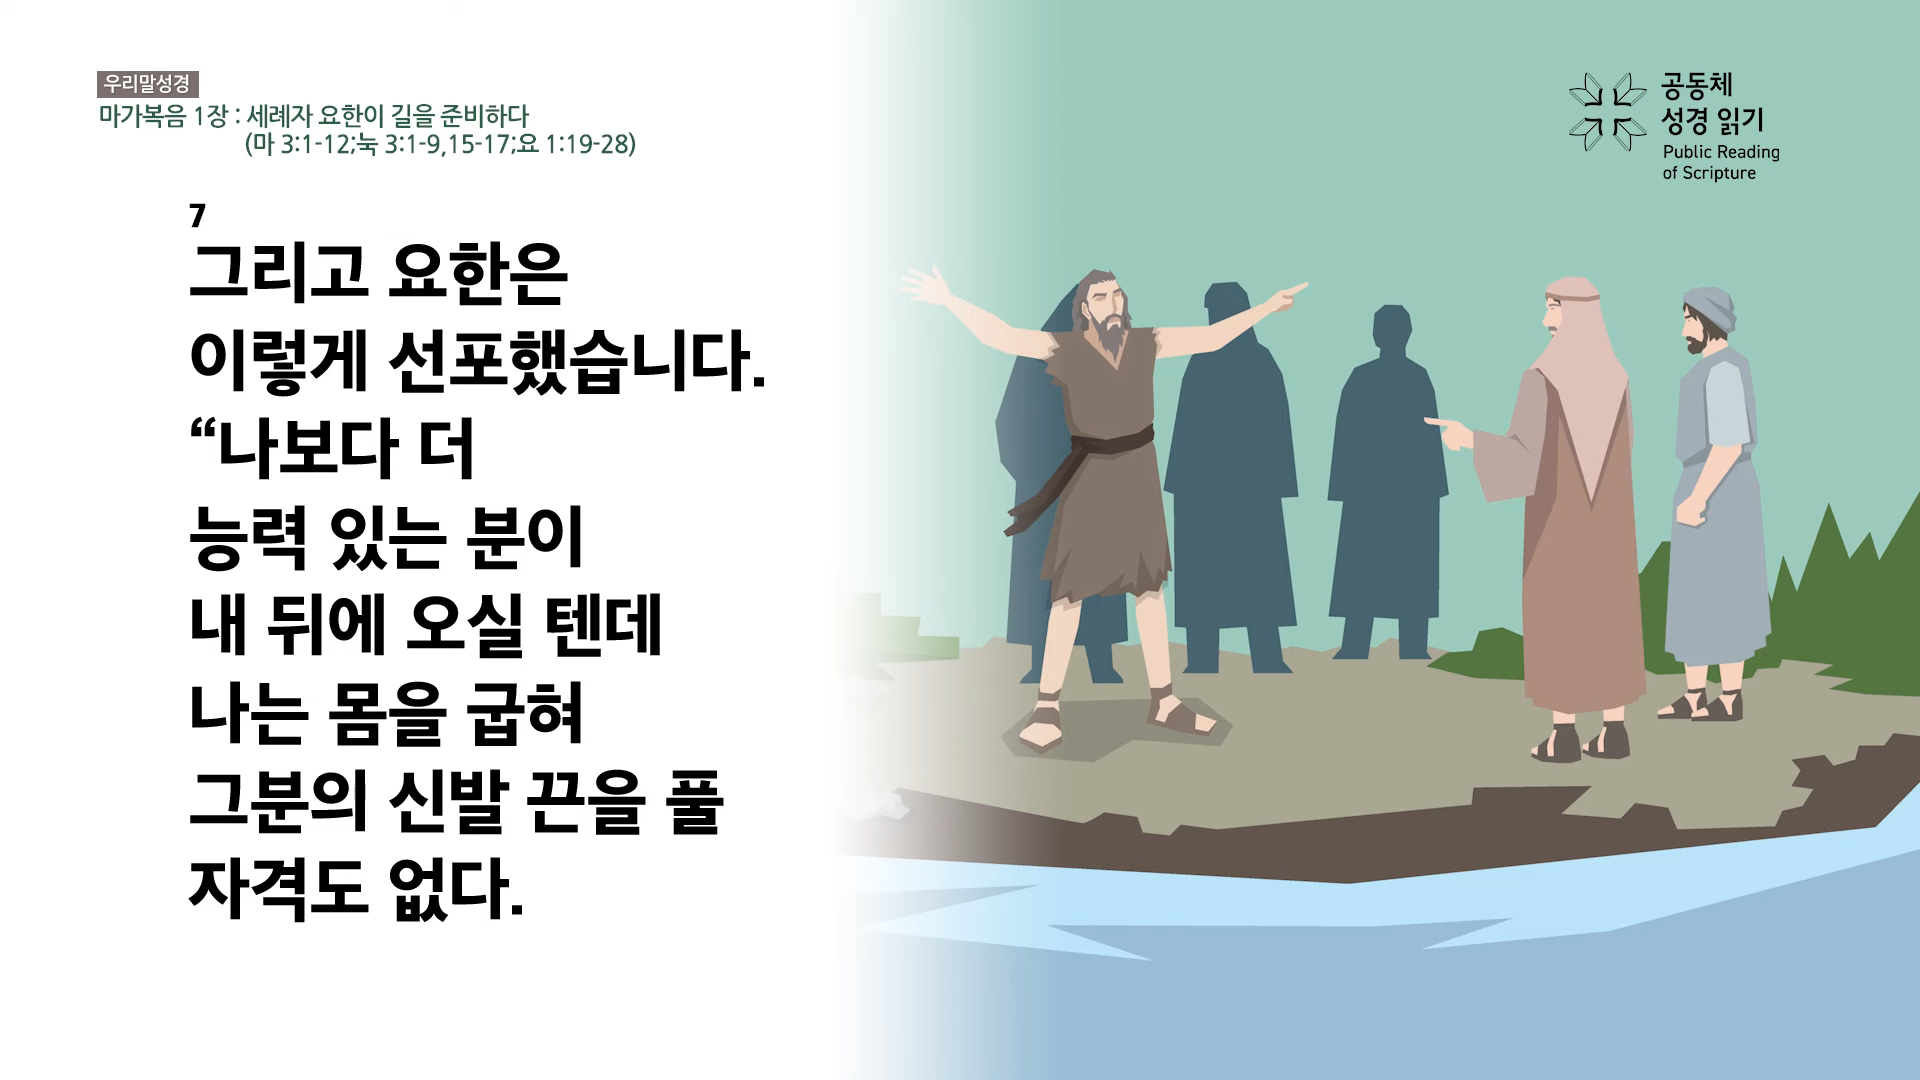 우리말성경
마가복음 1장 : 세례자 요한이 길을 준비하다
(마 3:1-12;눅 3:1-9,15-17;요 1:19-28)
7
그리고 요한은
이렇게 선포했습니다.
“나보다 더
능력 있는 분이
내 뒤에 오실 텐데
나는 몸을 굽혀
그분의 신발 끈을 풀
자격도 없다.
공동체
성경 읽기
Public Reading
of Scripture